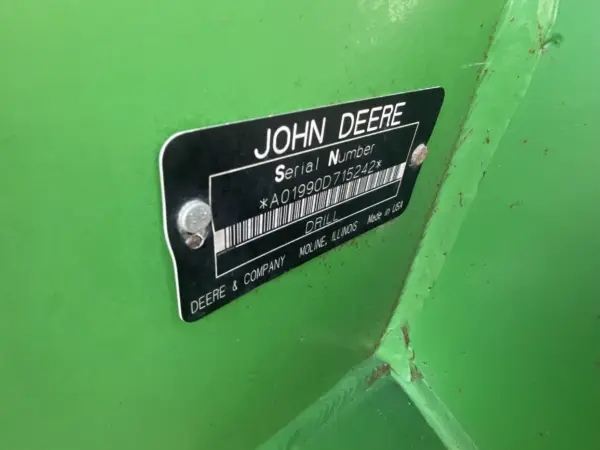 JOHN DEERE
Serial Number
*A01990D715242*
DRILL
DEERE & COMPANY MOLINE, ILLINOIS Made in USA